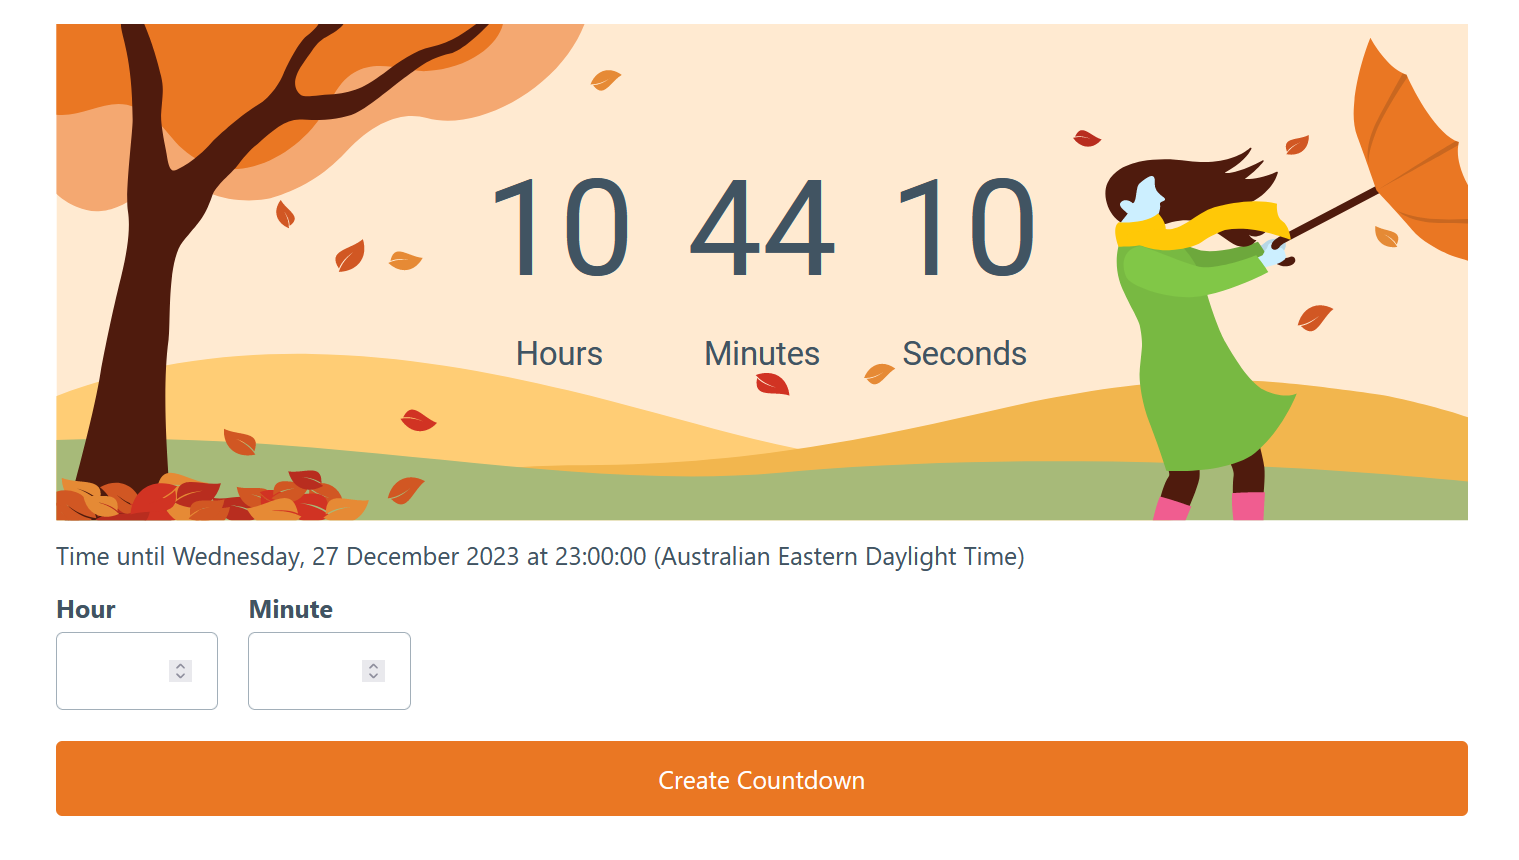 10 44 10
Hours Minutes Seconds
Time until Wednesday, 27 December 2023 at 23:00:00 (Australian Eastern Daylight Time)
Hour Minute
Create Countdown